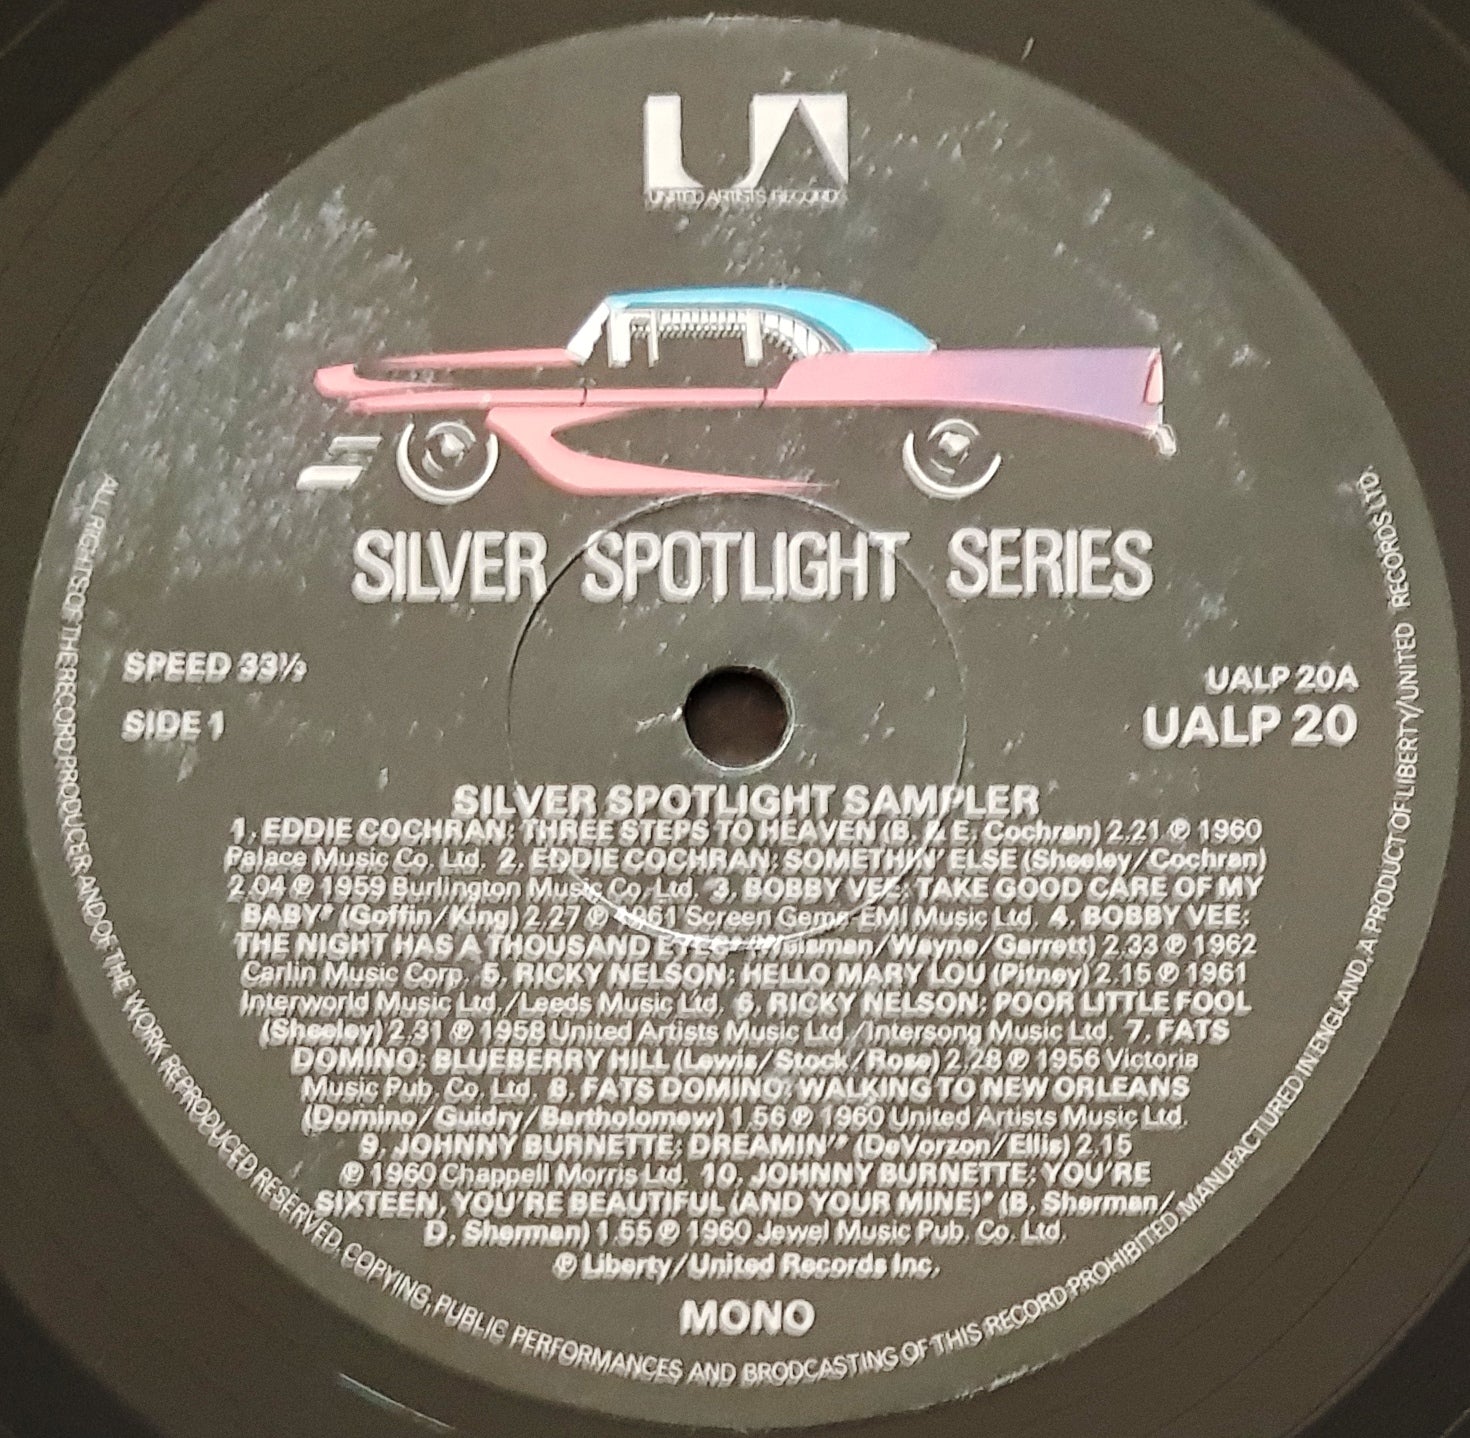 UA
UNITED ARTISTS RECORDS
SILVER SPOTLIGHT SERIES
SPEED 33⅓
SIDE 1
UALP 20A
UALP 20
SILVER SPOTLIGHT SAMPLER
1. EDDIE COCHRAN; THREE STEPS TO HEAVEN (B. & E. Cochran) 2.21 ℗ 1960
Palace Music Co. Ltd. 2. EDDIE COCHRAN; SOMETHIN' ELSE (Sheeley/Cochran)
2.04 ℗ 1959 Burlington Music Co. Ltd. 3. BOBBY VEE; TAKE GOOD CARE OF MY
BABY* (Goffin/King) 2.27 ℗ 1961 Screen Gems-EMI Music Ltd. 4. BOBBY VEE;
THE NIGHT HAS A THOUSAND EYES (Weisman/Wayne/Garrett) 2.33 ℗ 1962
Carlin Music Corp. 5. RICKY NELSON; HELLO MARY LOU (Pitney) 2.15 ℗ 1961
Interworld Music Ltd./Leeds Music Ltd. 6. RICKY NELSON; POOR LITTLE FOOL
(Sheeley) 2.31 ℗ 1958 United Artists Music Ltd./Intersong Music Ltd. 7. FATS
DOMINO; BLUEBERRY HILL (Lewis/Stock/Rose) 2.28 ℗ 1956 Victoria
Music Pub. Co. Ltd. 8. FATS DOMINO; WALKING TO NEW ORLEANS
(Domino/Guidry/Bartholomew) 1.56 ℗ 1960 United Artists Music Ltd.
9. JOHNNY BURNETTE; DREAMIN'* (DeVorzon/Ellis) 2.15
℗ 1960 Chappell Morris Ltd. 10. JOHNNY BURNETTE; YOU'RE
SIXTEEN, YOU'RE BEAUTIFUL (AND YOUR MINE)* (B. Sherman/
D. Sherman) 1.55 ℗ 1960 Jewel Music Pub. Co. Ltd.
℗ Liberty/United Records Inc.
MONO
ALL RIGHTS OF THE RECORD PRODUCER AND OF THE WORK REPRODUCED RESERVED. COPYING, PUBLIC PERFORMANCES AND BRODCASTING OF THIS RECORD PROHIBITED. MANUFACTURED IN ENGLAND. A PRODUCT OF LIBERTY/UNITED RECORDS LTD.